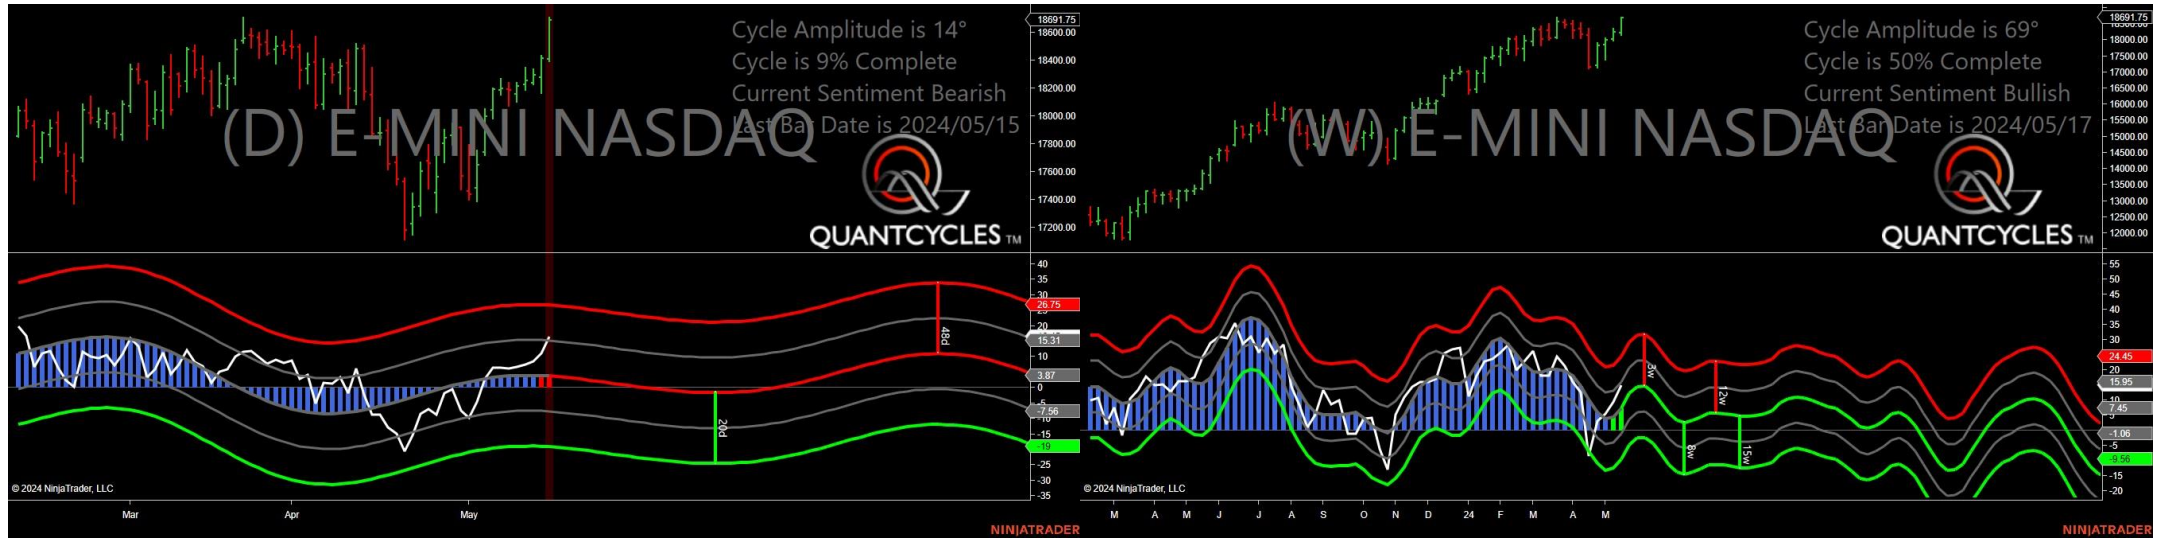 Cycle Amplitude is 14°
Cycle is 9% Complete
Current Sentiment Bearish
Last Bar Date is 2024/05/15
(D) E-MINI NASDAQ
QUANTCYCLES TM
18691.75
18600.00
18400.00
18200.00
18000.00
17800.00
17600.00
17400.00
17200.00
40
35
30
26.75
20
15.31
10
3.87
0
-5
-7.56
-10
-15
-19
-25
-30
-35
48d
20d
© 2024 NinjaTrader, LLC
Mar
Apr
May
NINJATRADER
Cycle Amplitude is 69°
Cycle is 50% Complete
Current Sentiment Bullish
Last Bar Date is 2024/05/17
(W) E-MINI NASDAQ
QUANTCYCLES TM
18691.75
18000.00
17000.00
16500.00
16000.00
15500.00
15000.00
14500.00
14000.00
13500.00
13000.00
12500.00
12000.00
55
50
45
40
35
30
24.45
20
15.95
10
7.45
5
-1.06
-5
-9.56
-15
-20
12w
8w
15w
© 2024 NinjaTrader, LLC
M
A
M
J
J
A
S
O
N
D
24
F
M
A
M
NINJATRADER